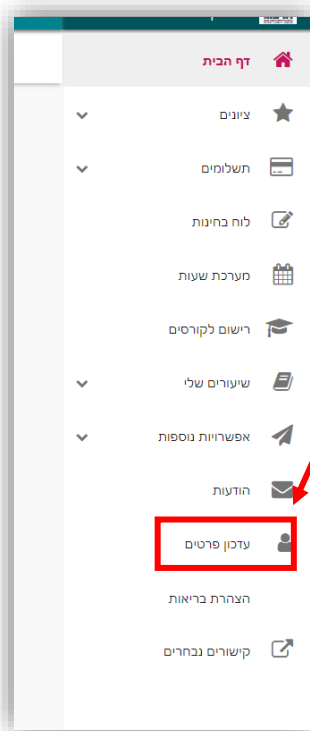 דף הבית
ציונים
תשלומים
לוח בחינות
מערכת שעות
רישום לקורסים
שיעורים שלי
אפשרויות נוספות
הודעות
עדכון פרטים
הצהרת בריאות
קישורים נבחרים